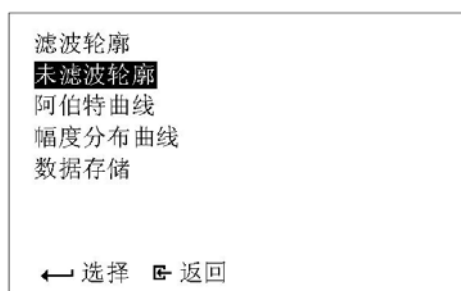 滤波轮廓
未滤波轮廓
阿伯特曲线
幅度分布曲线
数据存储
选择 返回